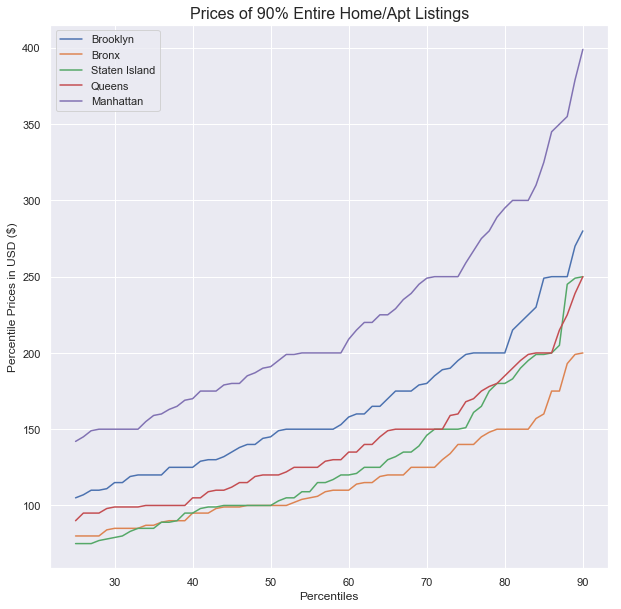 Prices of 90% Entire Home/Apt Listings
Brooklyn
Bronx
Staten Island
Queens
Manhattan
Percentile Prices in USD ($)
400
350
300
250
200
150
100
30 40 50 60 70 80 90
Percentiles